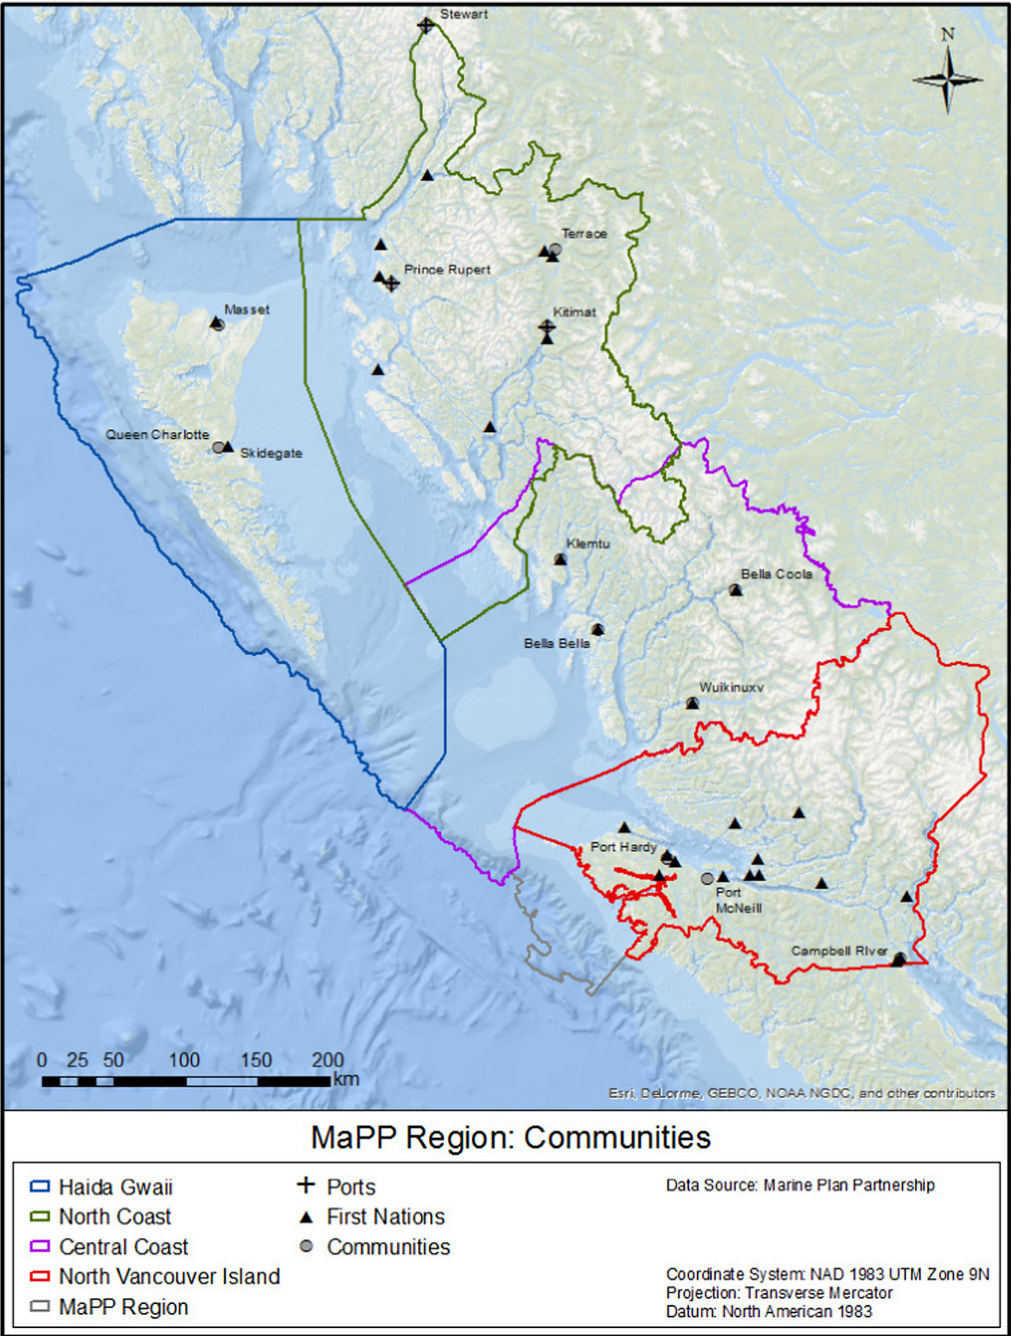 Stewart
N
Terrace
Prince Rupert
Kitimat
Masset
Queen Charlotte
Skidegate
Klemtu
Bella Coola
Bella Bella
Wuikinuxv
Port Hardy
Port
McNeill
Campbell River
0 25 50 100 150 200
km
Esri, DeLorme, GEBCO, NOAA NGDC, and other contributors
MaPP Region: Communities
Haida Gwaii
North Coast
Central Coast
North Vancouver Island
MaPP Region
Ports
First Nations
Communities
Data Source: Marine Plan Partnership
Coordinate System: NAD 1983 UTM Zone 9N
Projection: Transverse Mercator
Datum: North American 1983